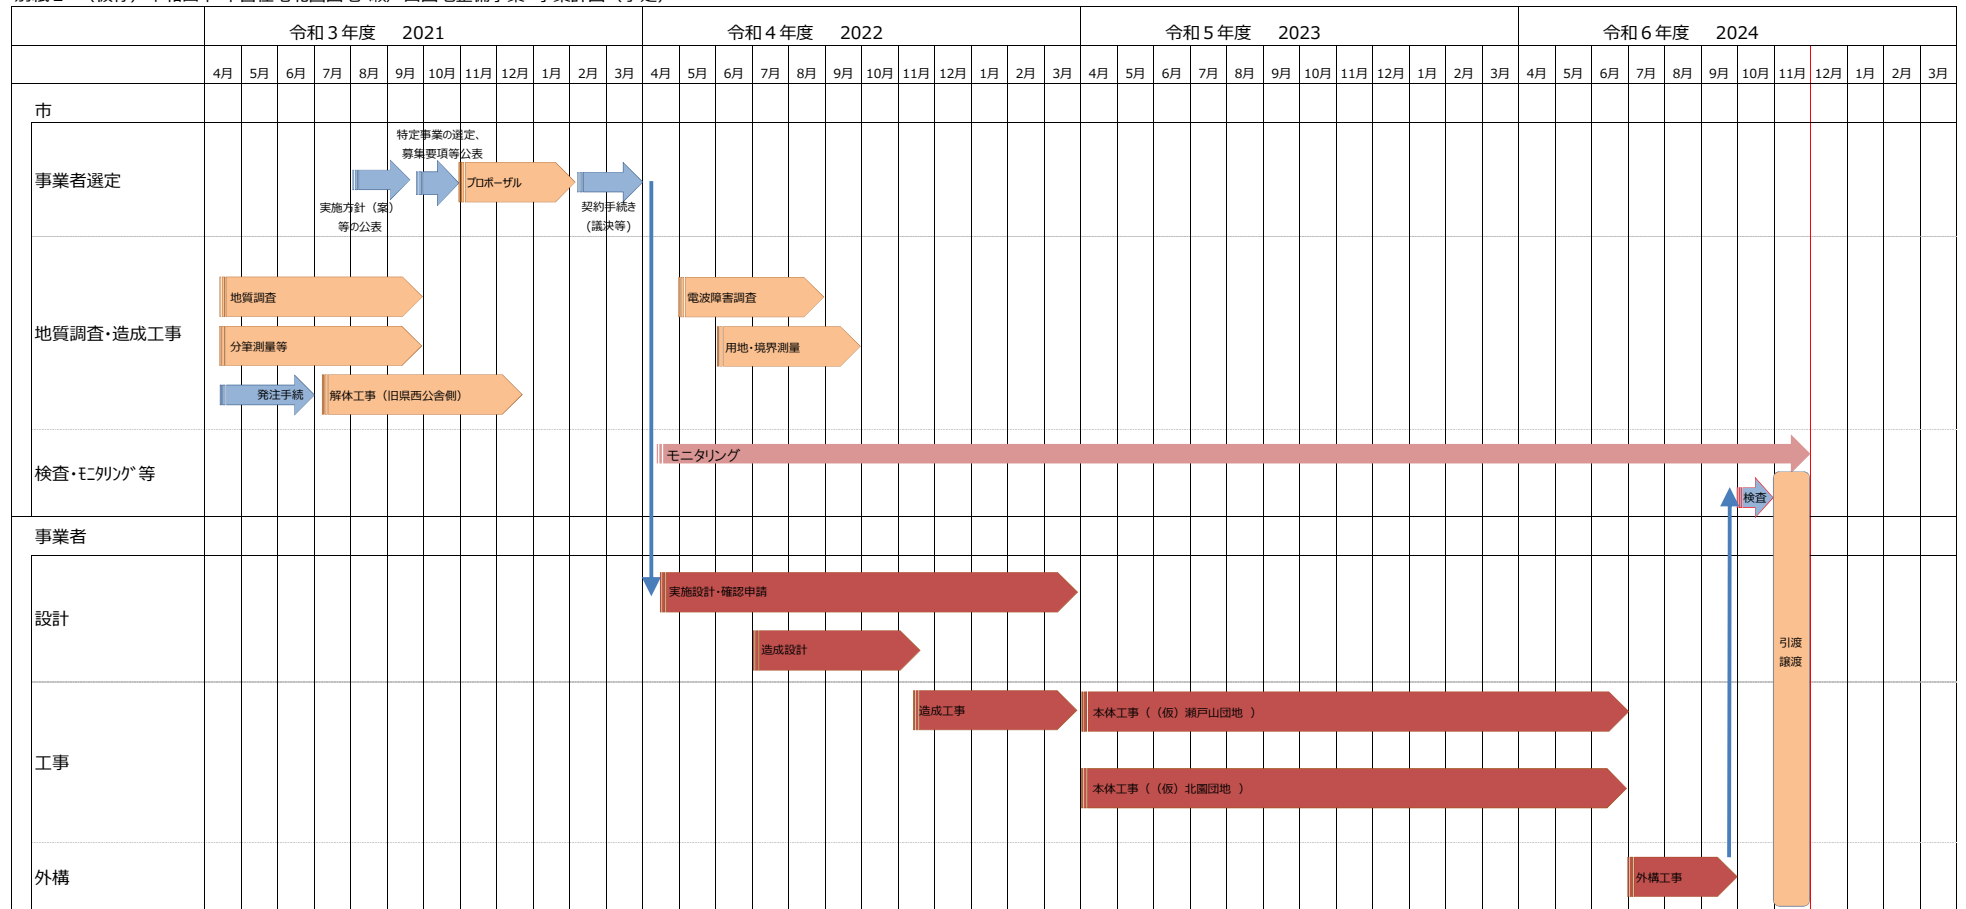 令和３年度 2021 令和４年度 2022 令和５年度 2023 令和６年度 2024
4月 5月 6月 7月 8月 9月 10月 11月 12月 1月 2月 3月 4月 5月 6月 7月 8月 9月 10月 11月 12月 1月 2月 3月 4月 5月 6月 7月 8月 9月 10月 11月 12月 1月 2月 3月 4月 5月 6月 7月 8月 9月 10月 11月 12月 1月 2月 3月
市
事業者選定
特定事業の選定、
募集要項等公表
プロポーザル
実施方針（案）
等の公表
契約手続き
(議決等)
地質調査・造成工事
地質調査
電波障害調査
分筆測量等
用地・境界測量
発注手続
解体工事（旧県西公舎側）
検査・ﾓﾆﾀﾘﾝｸﾞ等
モニタリング
検査
事業者
設計
実施設計・確認申請
造成設計
引渡
譲渡
工事
造成工事
本体工事（（仮）瀬戸山団地 ）
本体工事（（仮）北園団地 ）
外構
外構工事